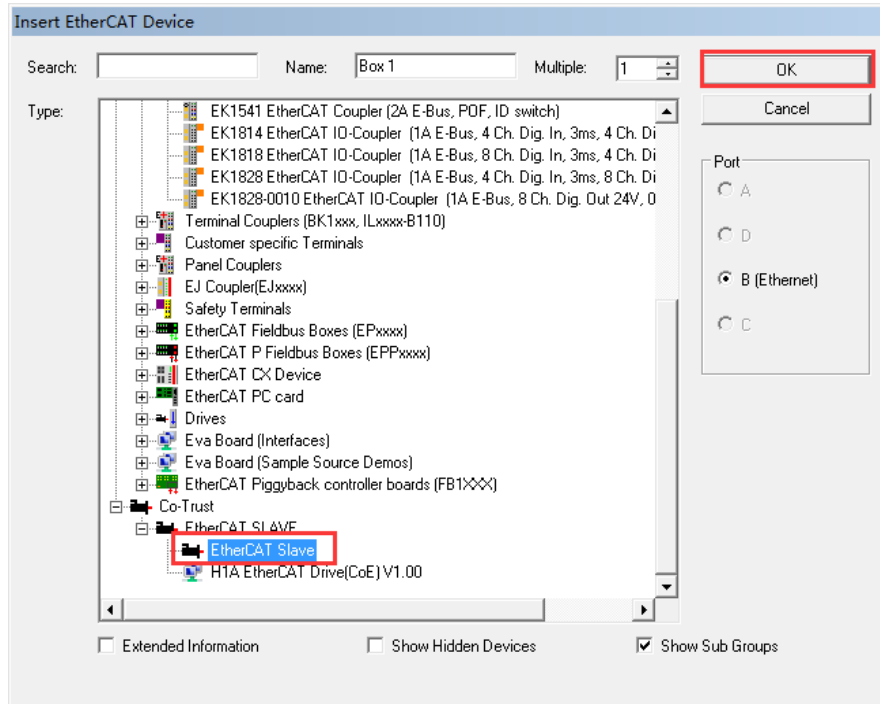 Insert EtherCAT Device
Search:
Name:
Box 1
Multiple:
1
OK
Type:
Cancel
EK1541 EtherCAT Coupler (2A E-Bus, POF, ID switch)
EK1814 EtherCAT IO-Coupler (1A E-Bus, 4 Ch. Dig. In, 3ms, 4 Ch. Di
EK1818 EtherCAT IO-Coupler (1A E-Bus, 8 Ch. Dig. In, 3ms, 4 Ch. Di
EK1828 EtherCAT IO-Coupler (1A E-Bus, 4 Ch. Dig. In, 3ms, 8 Ch. Di
EK1828-0010 EtherCAT IO-Coupler (1A E-Bus, 8 Ch. Dig. Out 24V, 0
Terminal Couplers (BK1xxx, ILxxxx-B110)
Customer specific Terminals
Panel Couplers
EJ Coupler(EJxxxx)
Safety Terminals
EtherCAT Fieldbus Boxes (EPxxxx)
EtherCAT P Fieldbus Boxes (EPPxxxx)
EtherCAT CX Device
EtherCAT PC card
Drives
Eva Board (Interfaces)
Eva Board (Sample Source Demos)
EtherCAT Piggyback controller boards (FB1XXX)
Co-Trust
EtherCAT SLAVE
EtherCAT Slave
H1A EtherCAT Drive(CoE) V1.00
Port
A
D
B (Ethernet)
C
Extended Information
Show Hidden Devices
Show Sub Groups